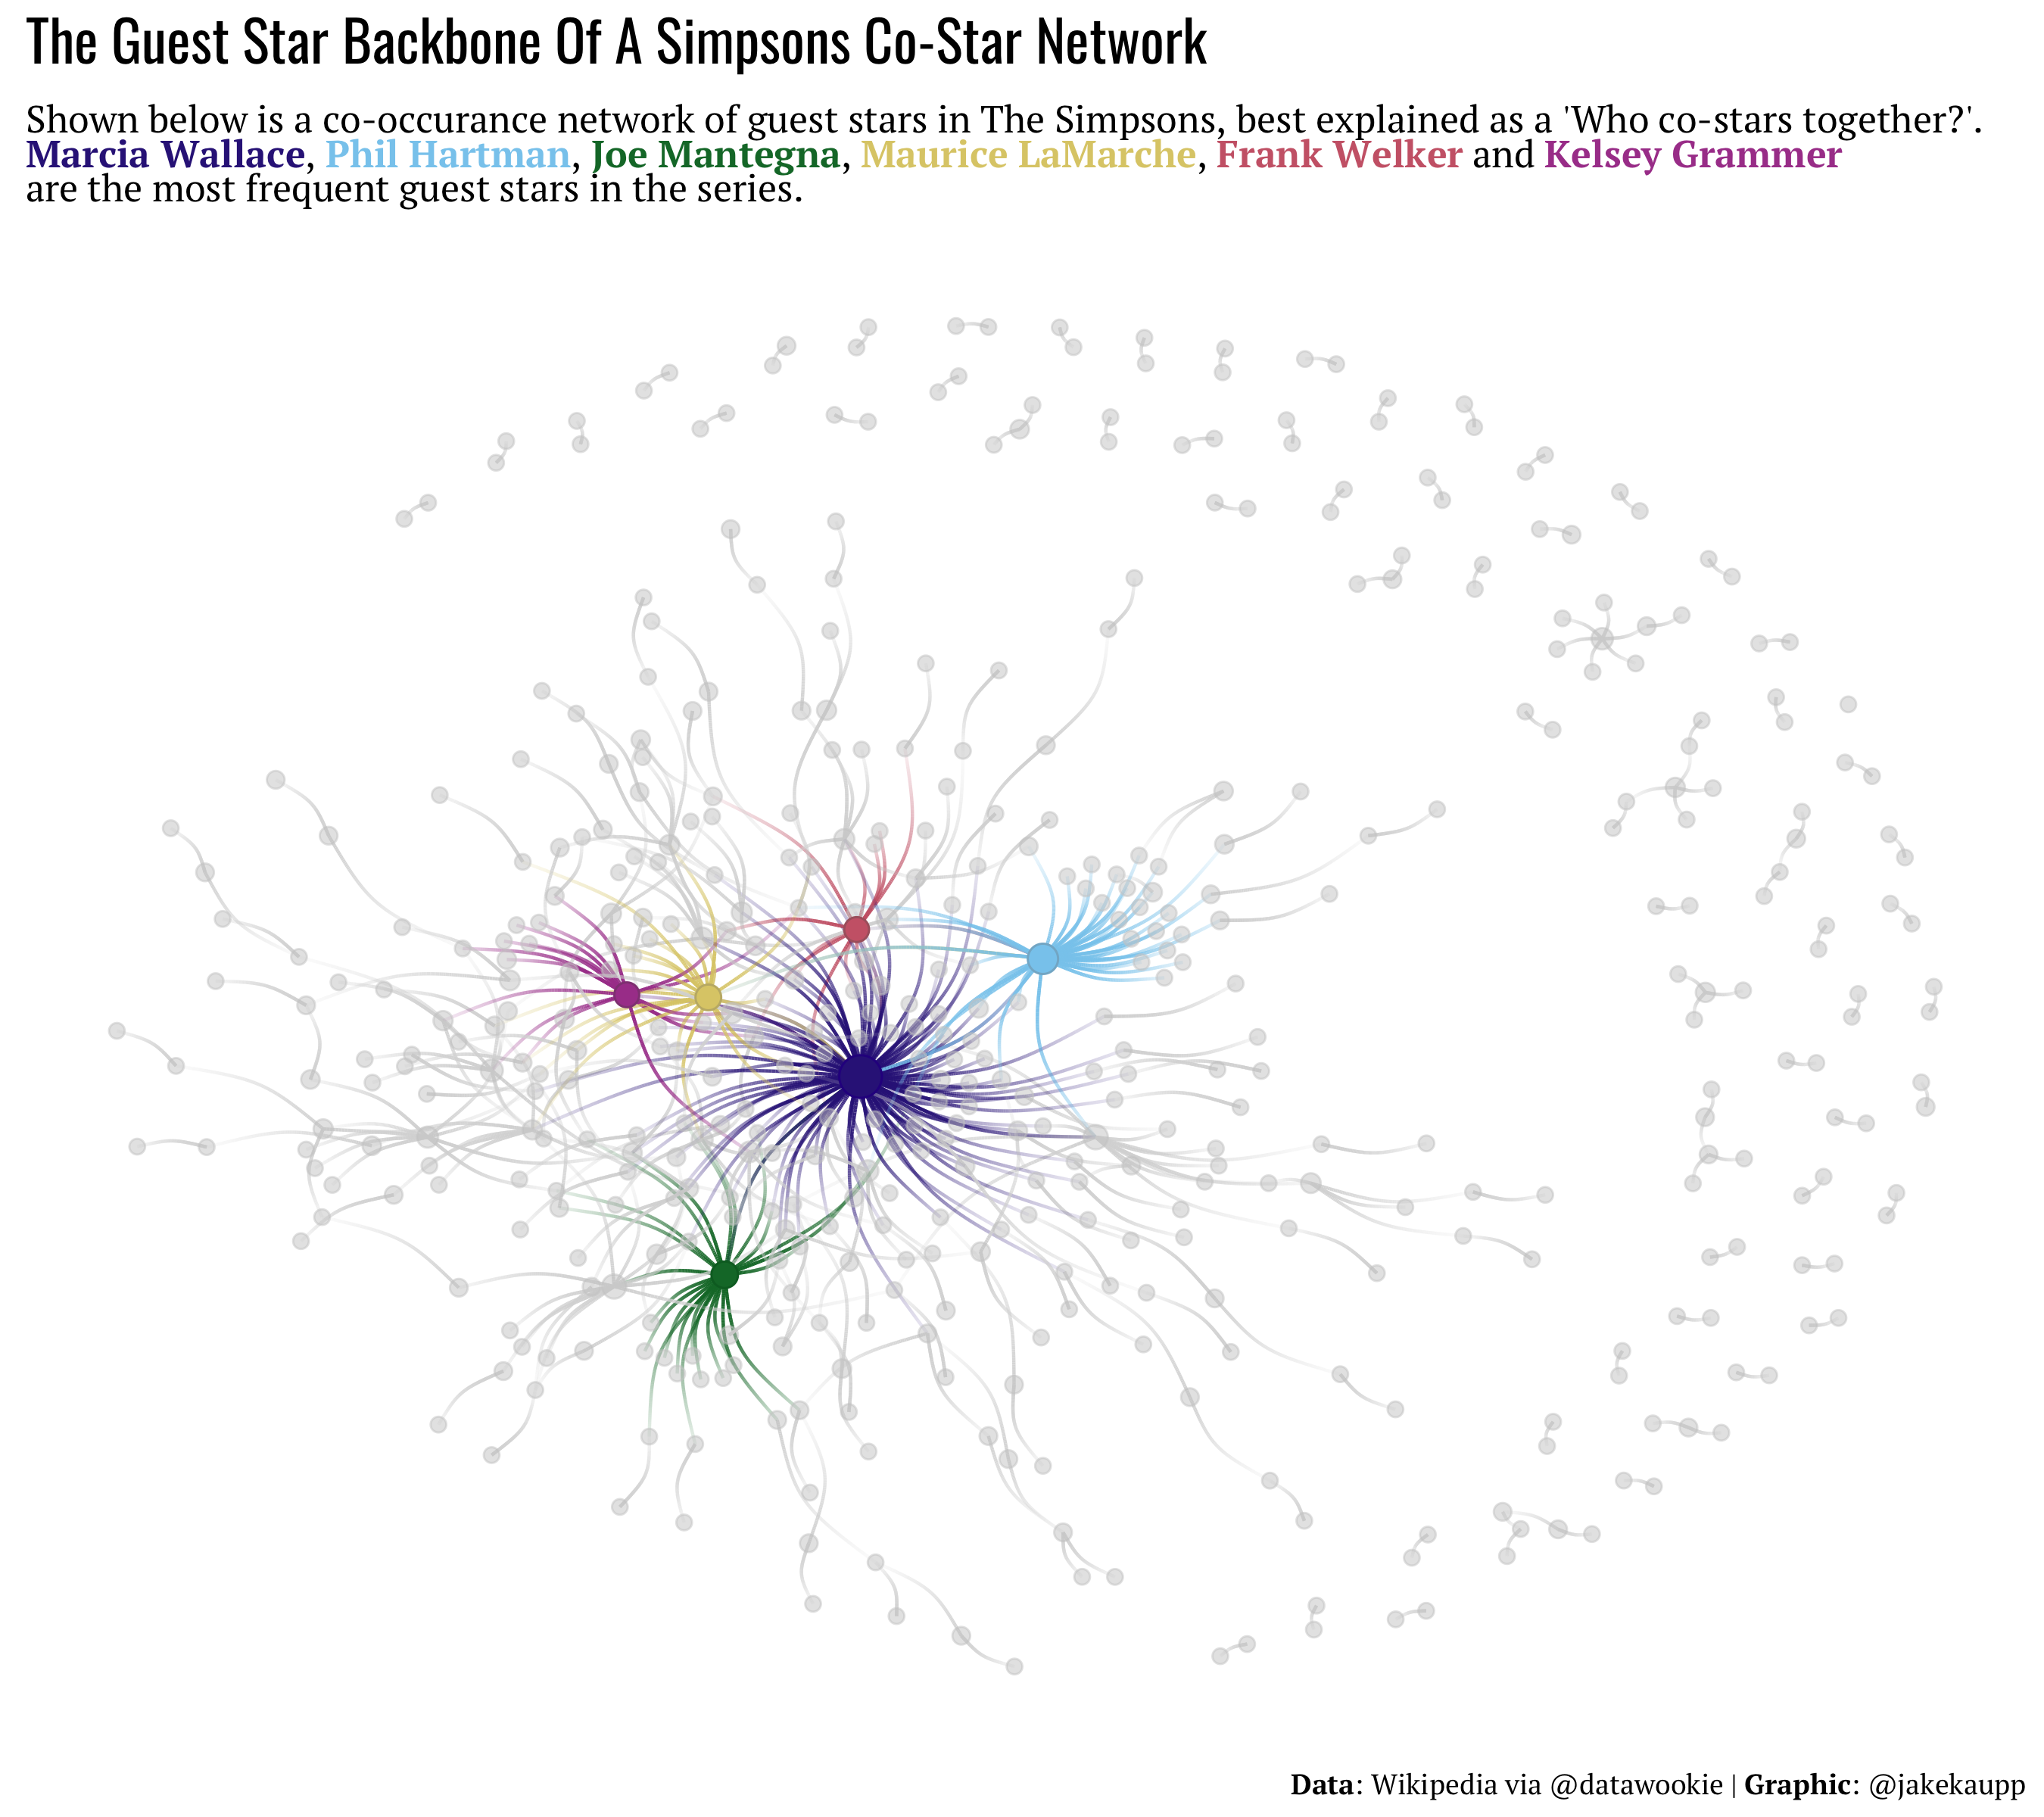 The Guest Star Backbone Of A Simpsons Co-Star Network
Shown below is a co-occurance network of guest stars in The Simpsons, best explained as a 'Who co-stars together?'.
Marcia Wallace, Phil Hartman, Joe Mantegna, Maurice LaMarche, Frank Welker and Kelsey Grammer
are the most frequent guest stars in the series.
Data: Wikipedia via @datawookie | Graphic: @jakekaupp